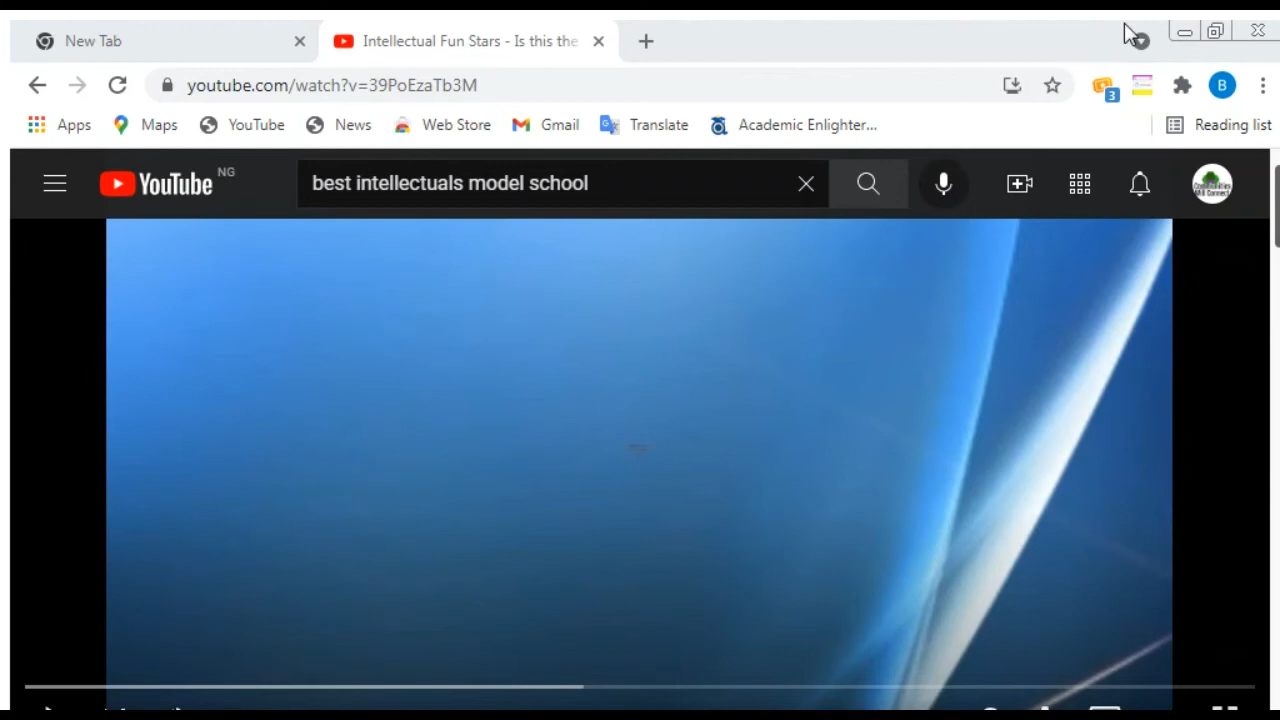 New Tab
Intellectual Fun Stars - Is this the
youtube.com/watch?v=39PoEzaTb3M
3
B
Apps
Maps
YouTube
News
Web Store
Gmail
Translate
Academic Enlighter...
Reading list
YouTube NG
best intellectuals model school